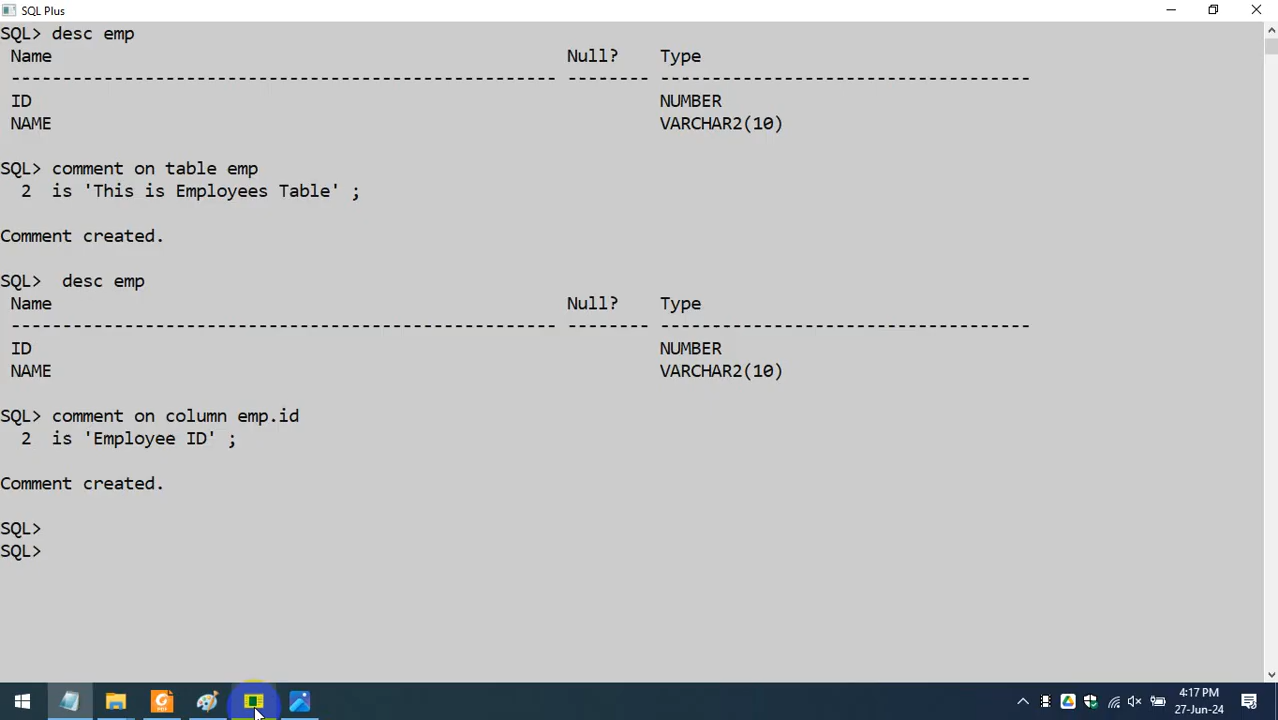 SQL Plus
SQL> desc emp
Name Null? Type
----------------------------------------------------- -------- ------------------------------------
ID NUMBER
NAME VARCHAR2(10)
SQL> comment on table emp
2 is 'This is Employees Table' ;
Comment created.
SQL> desc emp
Name Null? Type
----------------------------------------------------- -------- ------------------------------------
ID NUMBER
NAME VARCHAR2(10)
SQL> comment on column emp.id
2 is 'Employee ID' ;
Comment created.
SQL>
SQL>
PDF
4:17 PM
27-Jun-24